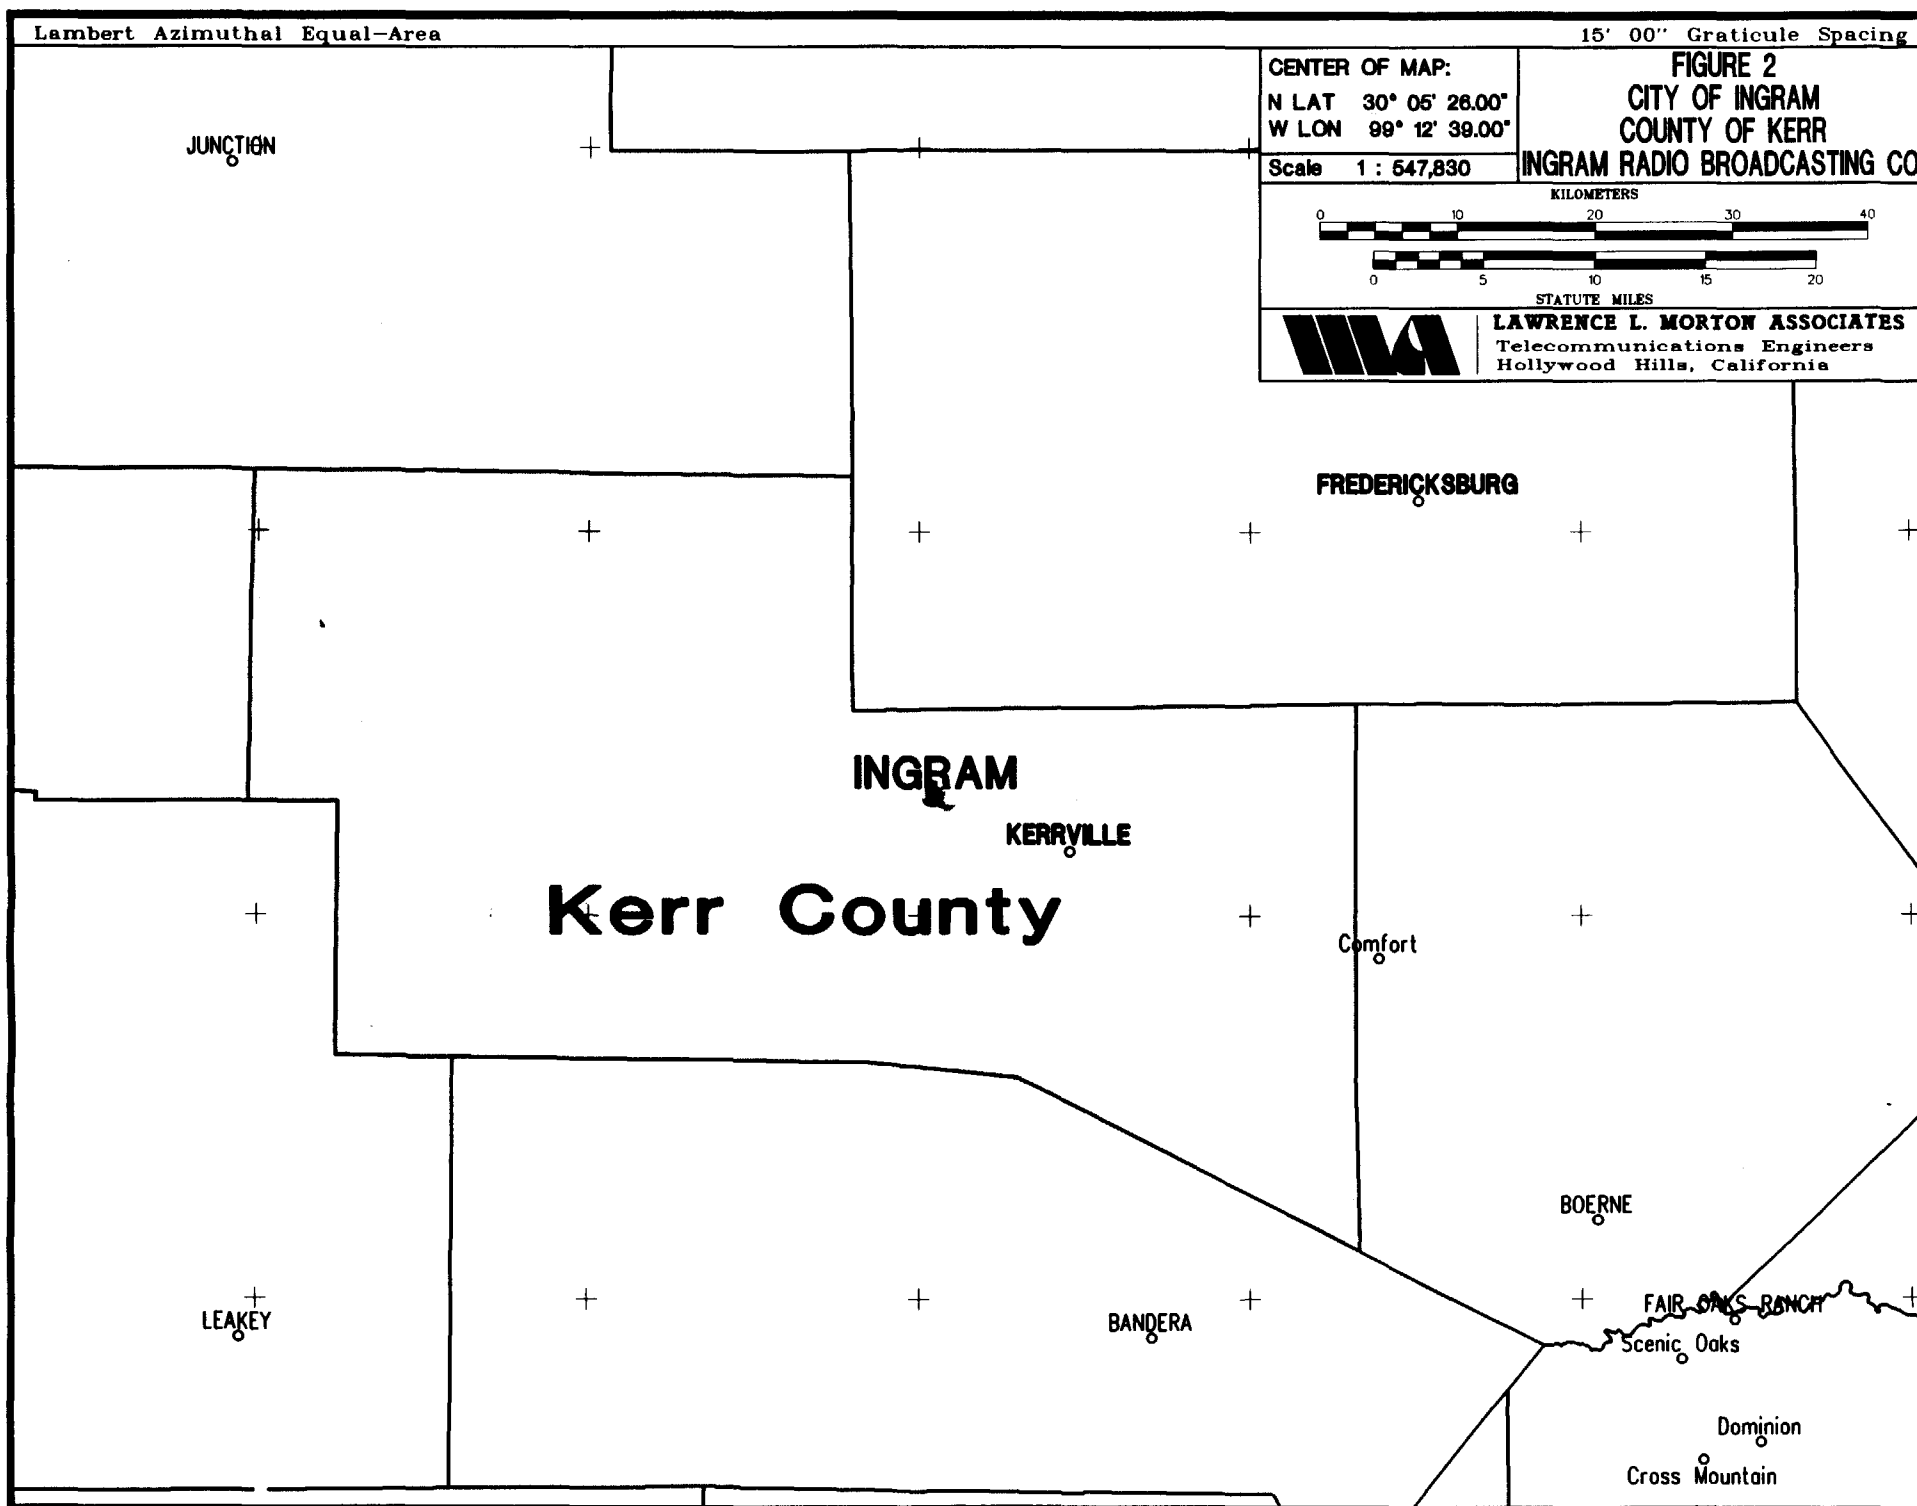 Lambert Azimuthal Equal-Area
15' 00" Graticule Spacing
CENTER OF MAP:
N LAT 30° 05' 26.00"
W LON 99° 12' 39.00"
Scale 1 : 547,830
FIGURE 2
CITY OF INGRAM
COUNTY OF KERR
INGRAM RADIO BROADCASTING CO
KILOMETERS
0 10 20 30 40
0 5 10 15 20
STATUTE MILES
LAWRENCE L. MORTON ASSOCIATES
Telecommunications Engineers
Hollywood Hills, California
JUNCTION
FREDERICKSBURG
INGRAM
KERRVILLE
Kerr County
Comfort
BOERNE
LEAKEY
BANDERA
FAIR OAKS RANCH
Scenic Oaks
Dominion
Cross Mountain